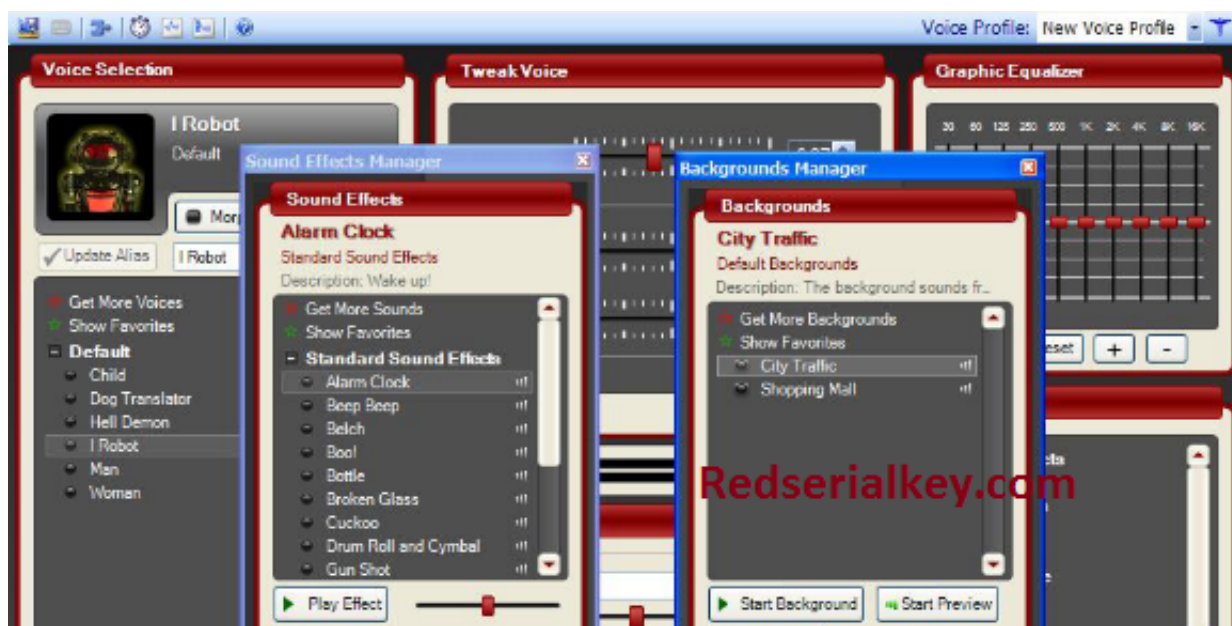 Voice Profile: New Voice Profile
Voice Selection
I Robot
Default
Update Alias
I Robot
Get More Voices
Show Favorites
Default
Child
Dog Translator
Hell Demon
I Robot
Man
Woman
Tweak Voice
Graphic Equalizer
30 60 125 250 500 1K 2K 4K 8K 16K
+ -
Sound Effects Manager
Sound Effects
Alarm Clock
Standard Sound Effects
Description: Wake up!
Get More Sounds
Show Favorites
Standard Sound Effects
Alarm Clock
Beep Beep
Belch
Boo!
Bottle
Broken Glass
Cuckoo
Drum Roll and Cymbal
Gun Shot
Play Effect
Backgrounds Manager
Backgrounds
City Traffic
Default Backgrounds
Description: The background sounds fr...
Get More Backgrounds
Show Favorites
City Traffic
Shopping Mall
Redserialkey.com
Start Background
Start Preview